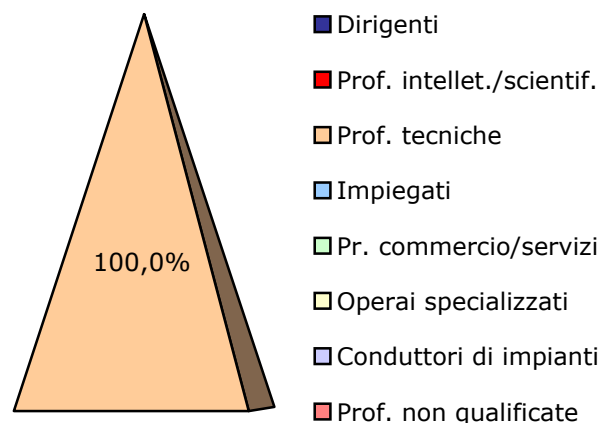 Dirigenti
Prof. intellet./scientif.
Prof. tecniche
Impiegati
100,0%
Pr. commercio/servizi
Operai specializzati
Conduttori di impianti
Prof. non qualificate